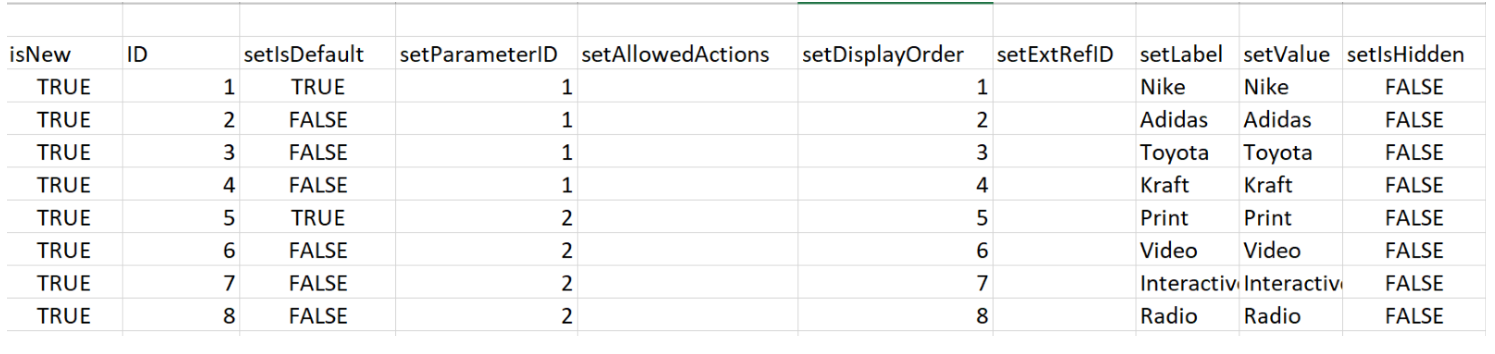 isNew ID setIsDefault setParameterID setAllowedActions setDisplayOrder setExtRefID setLabel setValue setIsHidden
TRUE 1 TRUE 1 1 Nike Nike FALSE
TRUE 2 FALSE 1 2 Adidas Adidas FALSE
TRUE 3 FALSE 1 3 Toyota Toyota FALSE
TRUE 4 FALSE 1 4 Kraft Kraft FALSE
TRUE 5 TRUE 2 5 Print Print FALSE
TRUE 6 FALSE 2 6 Video Video FALSE
TRUE 7 FALSE 2 7 Interactiv Interactiv FALSE
TRUE 8 FALSE 2 8 Radio Radio FALSE